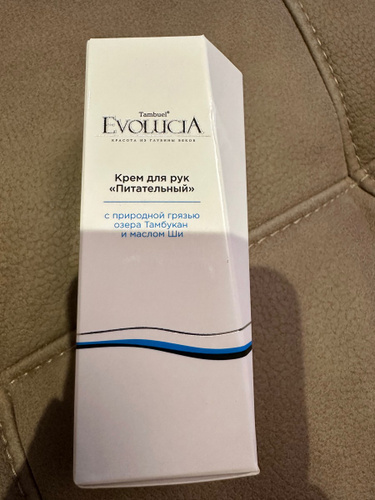 Tambuel®
EVOLUCIA
КРАСОТА ИЗ ГЛУБИНЫ ВЕКОВ
Крем для рук
«Питательный»
с природной грязью
озера Тамбукан
и маслом Ши